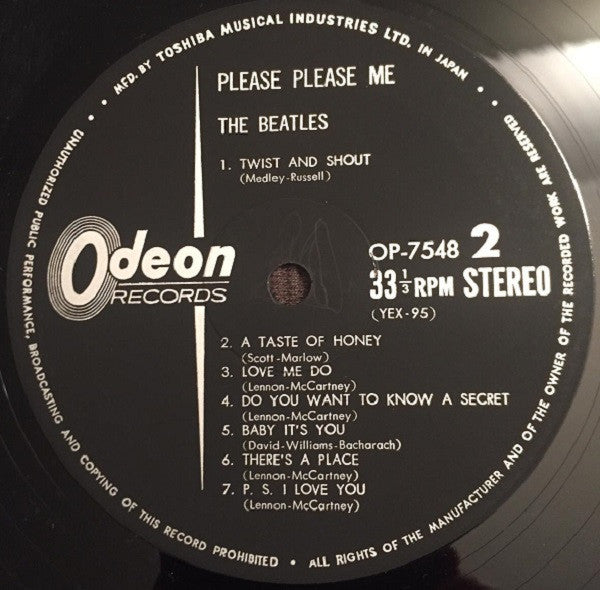 MFD. BY TOSHIBA MUSICAL INDUSTRIES LTD. IN JAPAN
PLEASE PLEASE ME
THE BEATLES
1. TWIST AND SHOUT
(Medley-Russell)
Odeon
RECORDS
OP-7548 2
33 1/3 RPM STEREO
(YEX-95)
2. A TASTE OF HONEY
(Scott-Marlow)
3. LOVE ME DO
(Lennon-McCartney)
4. DO YOU WANT TO KNOW A SECRET
(Lennon-McCartney)
5. BABY IT'S YOU
(David-Williams-Bacharach)
6. THERE'S A PLACE
(Lennon-McCartney)
7. P. S. I LOVE YOU
(Lennon-McCartney)
UNAUTHORIZED PUBLIC PERFORMANCE, BROADCASTING AND COPYING OF THIS RECORD PROHIBITED • ALL RIGHTS OF THE MANUFACTURER AND OF THE OWNER OF THE RECORDED WORK ARE RESERVED